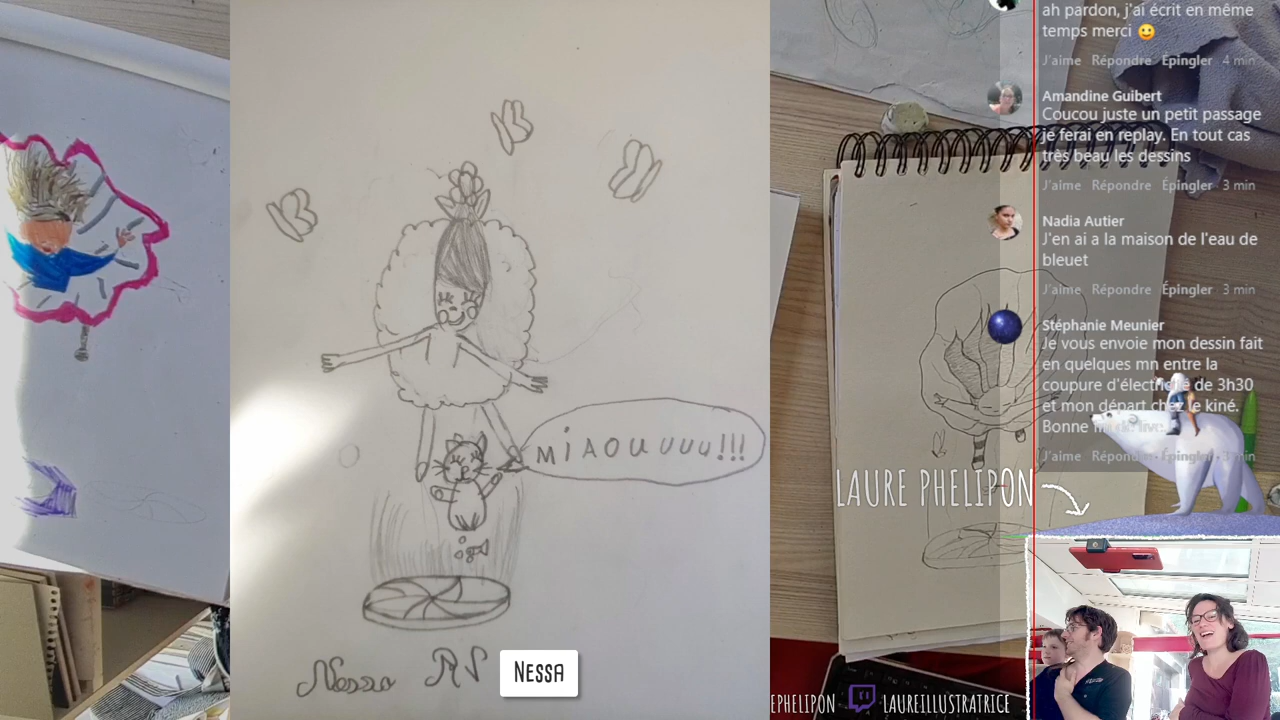 MIAOUUUU!!!
Nessa RS
NESSA
ah pardon, j'ai écrit en même
temps merci
J'aime Répondre Épingler 4 min
Amandine Guibert
Coucou juste un petit passage
je ferai en replay. En tout cas
très beau les dessins
J'aime Répondre Épingler 3 min
Nadia Autier
J'en ai a la maison de l'eau de
bleuet
J'aime Répondre Épingler 3 min
Stéphanie Meunier
Je vous envoie mon dessin fait
en quelques mn entre la
coupure d'électricité de 3h30
et mon départ chez le kiné.
Bonne live.
J'aime Répondre Épingler
LAURE PHELIPON
EPHELIPON LAUREILLUSTRATRICE